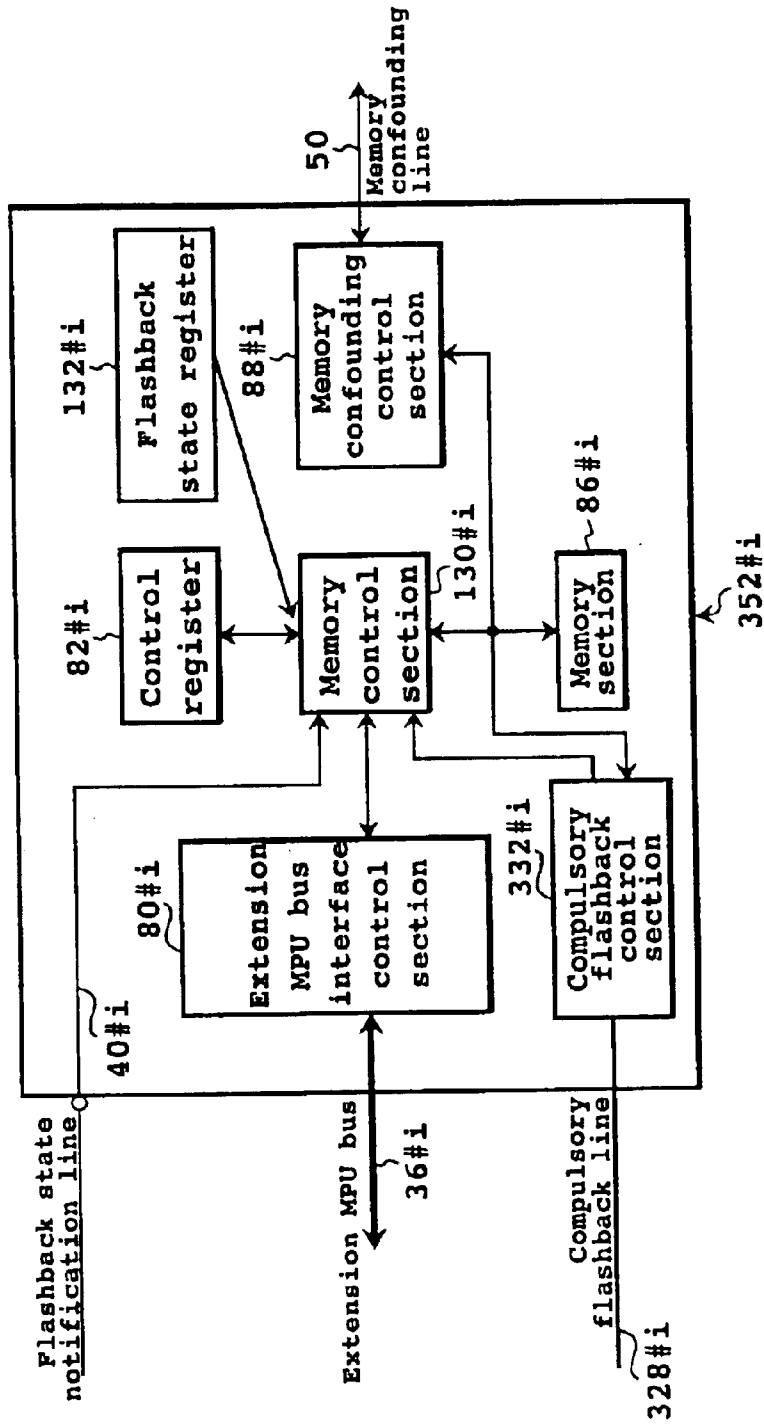 Flashback state
notification line
40#i
Extension MPU bus
36#i
Compulsory
flashback line
328#i
80#i
Extension
MPU bus
interface
control
section
332#i
Compulsory
flashback
control
section
82#i
Control
register
Memory
control
section
130#i
Memory
section
86#i
132#i
Flashback
state register
88#i
Memory
confounding
control
section
352#i
50
Memory
confounding
line